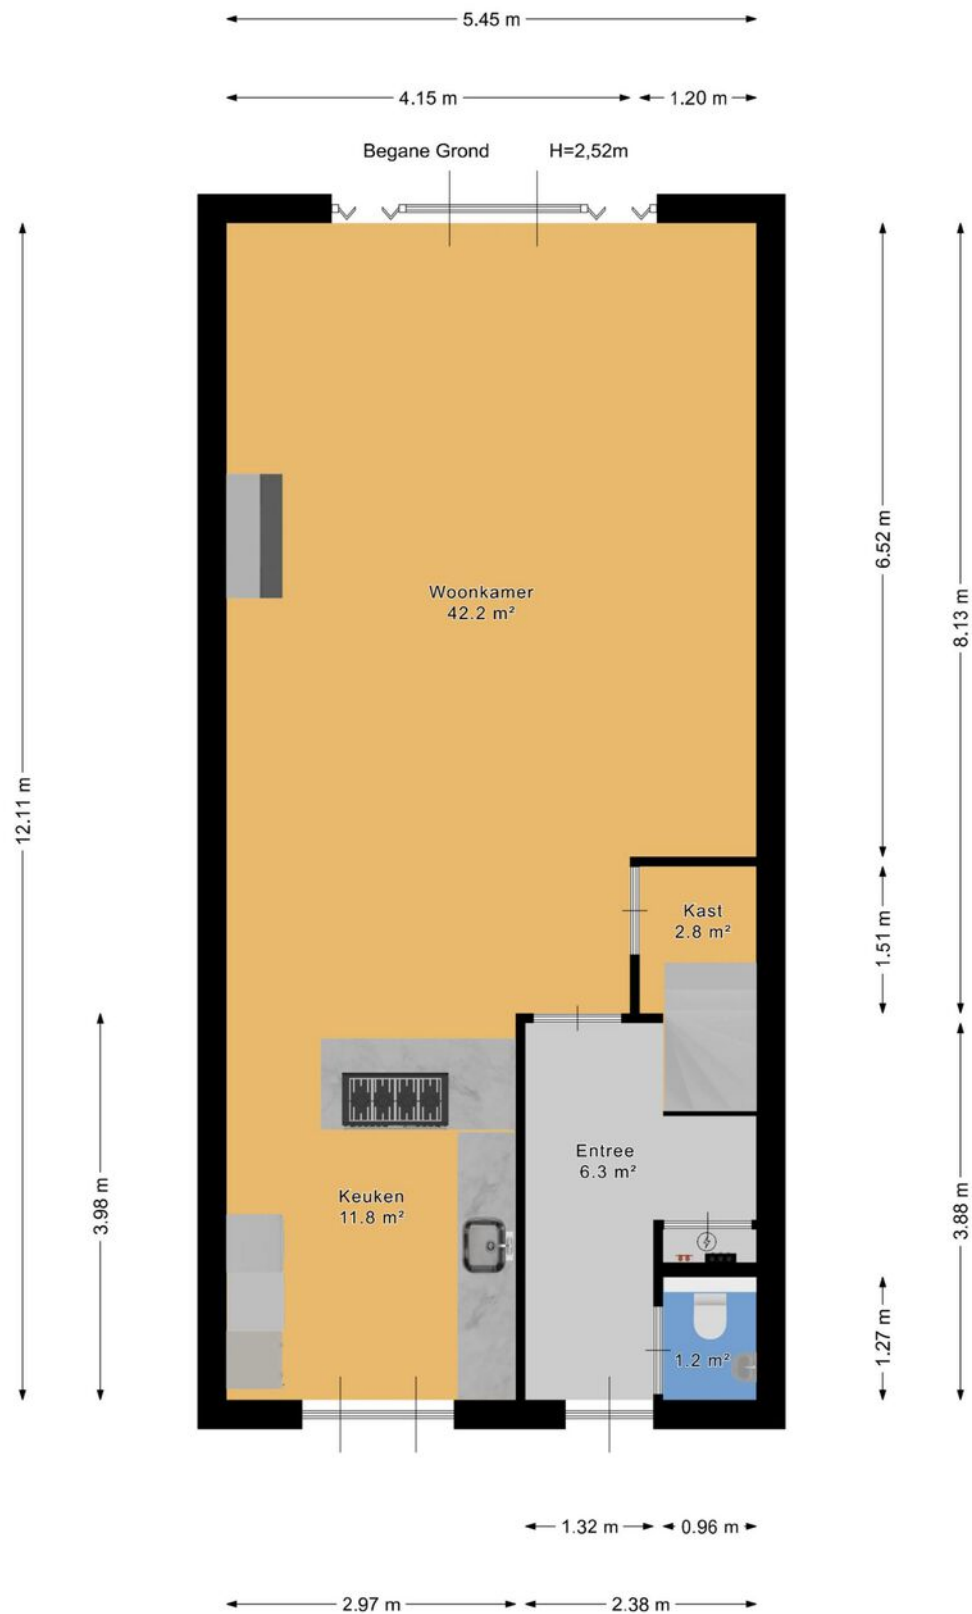 5.45 m
4.15 m 1.20 m
Begane Grond H=2,52m
6.52 m
8.13 m
Woonkamer
42.2 m²
12.11 m
Kast
2.8 m²
1.51 m
Entree
6.3 m²
Keuken
11.8 m²
3.98 m
3.88 m
1.27 m
1.2 m²
1.32 m 0.96 m
2.97 m 2.38 m